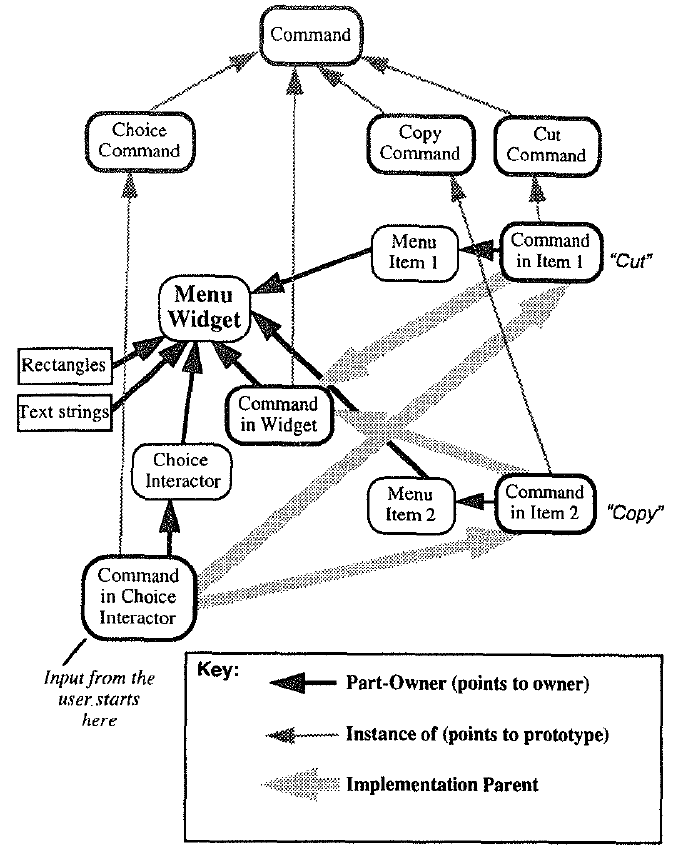 Command
Choice
Command
Copy
Command
Cut
Command
Menu
Item 1
Command
in Item 1
"Cut"
Menu
Widget
Rectangles
Text strings
Command
in Widget
Choice
Interactor
Menu
Item 2
Command
in Item 2
"Copy"
Command
in Choice
Interactor
Input from the
user starts
here
Key:
Part-Owner (points to owner)
Instance of (points to prototype)
Implementation Parent